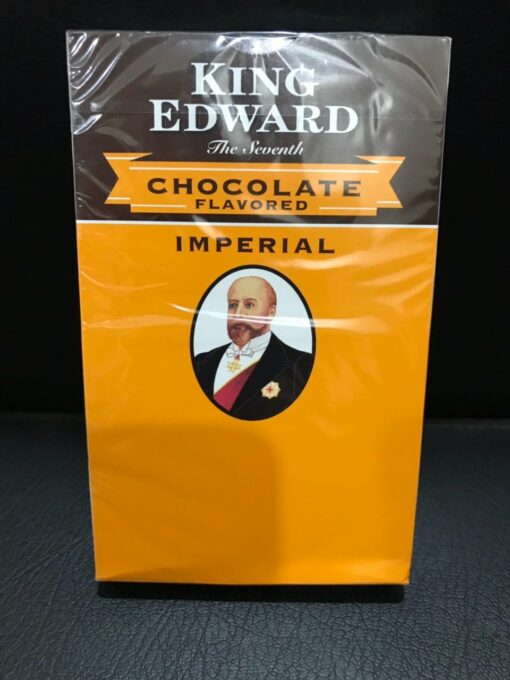 KING
EDWARD
The Seventh
CHOCOLATE
FLAVORED
IMPERIAL